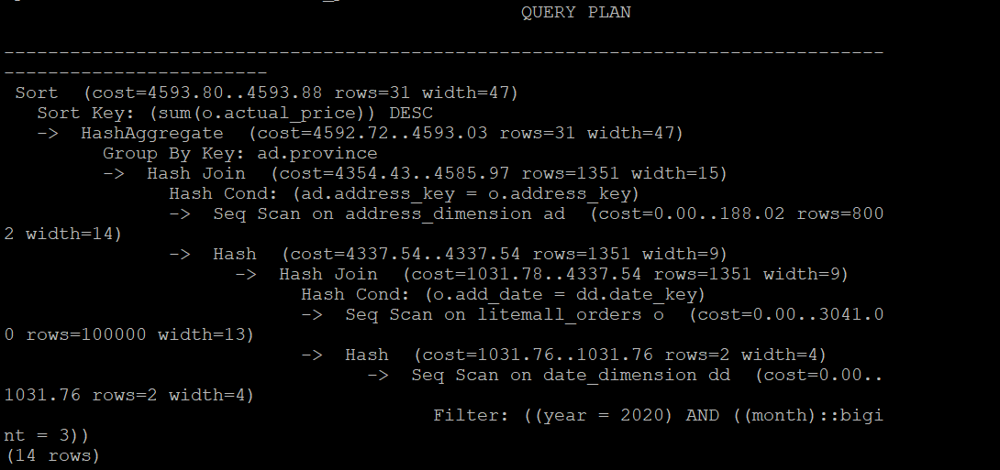 QUERY PLAN
--------------------------------------------------------------------------------
------------------------
 Sort  (cost=4593.80..4593.88 rows=31 width=47)
   Sort Key: (sum(o.actual_price)) DESC
   ->  HashAggregate  (cost=4592.72..4593.03 rows=31 width=47)
         Group By Key: ad.province
         ->  Hash Join  (cost=4354.43..4585.97 rows=1351 width=15)
               Hash Cond: (ad.address_key = o.address_key)
               ->  Seq Scan on address_dimension ad  (cost=0.00..188.02 rows=800
2 width=14)
               ->  Hash  (cost=4337.54..4337.54 rows=1351 width=9)
                     ->  Hash Join  (cost=1031.78..4337.54 rows=1351 width=9)
                           Hash Cond: (o.add_date = dd.date_key)
                           ->  Seq Scan on litemall_orders o  (cost=0.00..3041.0
0 rows=100000 width=13)
                           ->  Hash  (cost=1031.76..1031.76 rows=2 width=4)
                                 ->  Seq Scan on date_dimension dd  (cost=0.00..
1031.76 rows=2 width=4)
                                       Filter: ((year = 2020) AND ((month)::bigi
nt = 3))
(14 rows)